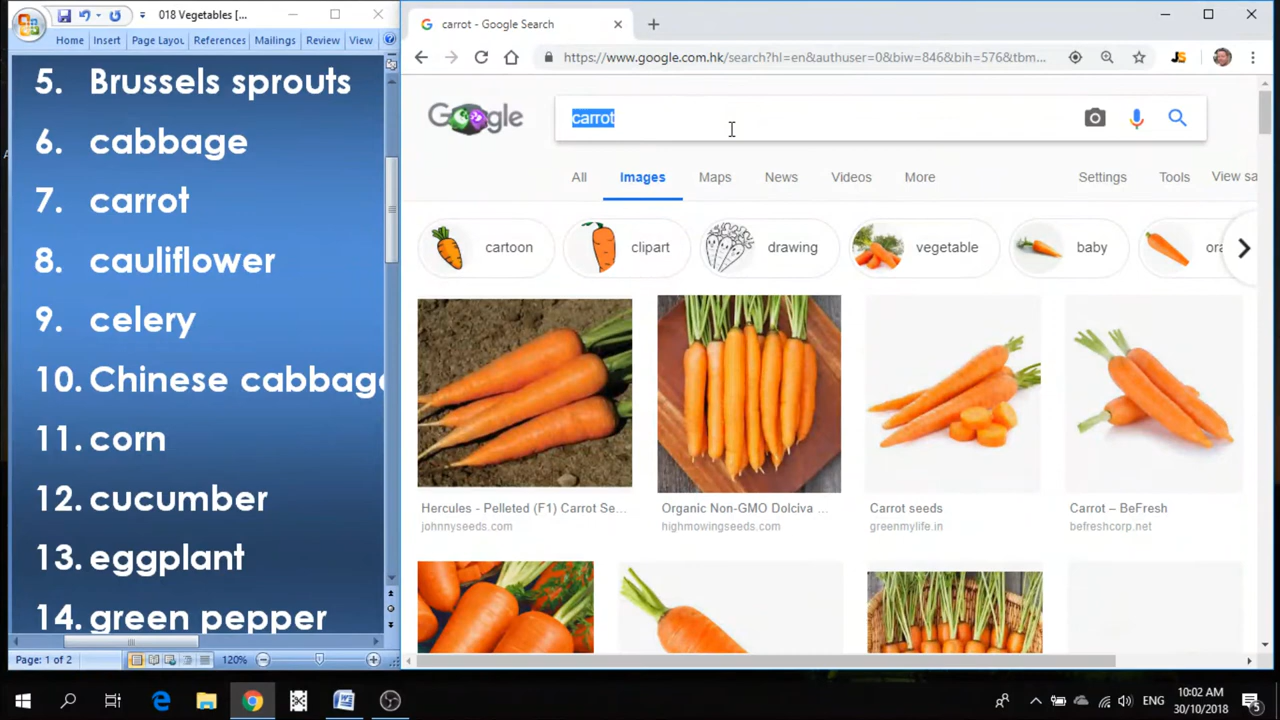 018 Vegetables [...
Home Insert Page Layou References Mailings Review View
5. Brussels sprouts
6. cabbage
7. carrot
8. cauliflower
9. celery
10. Chinese cabbage
11. corn
12. cucumber
13. eggplant
14. green pepper
Page: 1 of 2 120%
carrot - Google Search
https://www.google.com.hk/search?hl=en&authuser=0&biw=846&bih=576&tbm... JS
Google carrot
All Images Maps News Videos More Settings Tools View sa
cartoon clipart drawing vegetable baby ora
Hercules - Pelleted (F1) Carrot Se... Organic Non-GMO Dolciva ... Carrot seeds Carrot – BeFresh
johnnyseeds.com highmowingseeds.com greenmylife.in befreshcorp.net
ENG 10:02 AM
30/10/2018 5